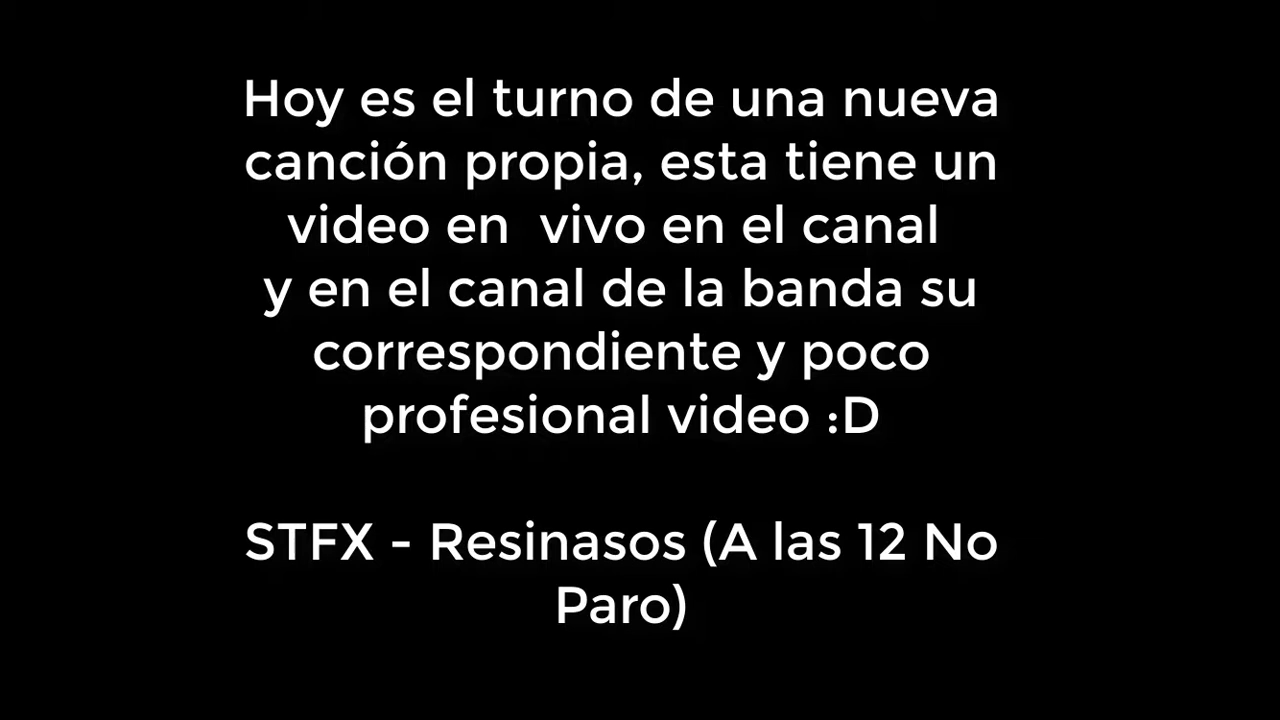 Hoy es el turno de una nueva
canción propia, esta tiene un
video en  vivo en el canal
y en el canal de la banda su
correspondiente y poco
profesional video :D
STFX - Resinasos (A las 12 No
Paro)